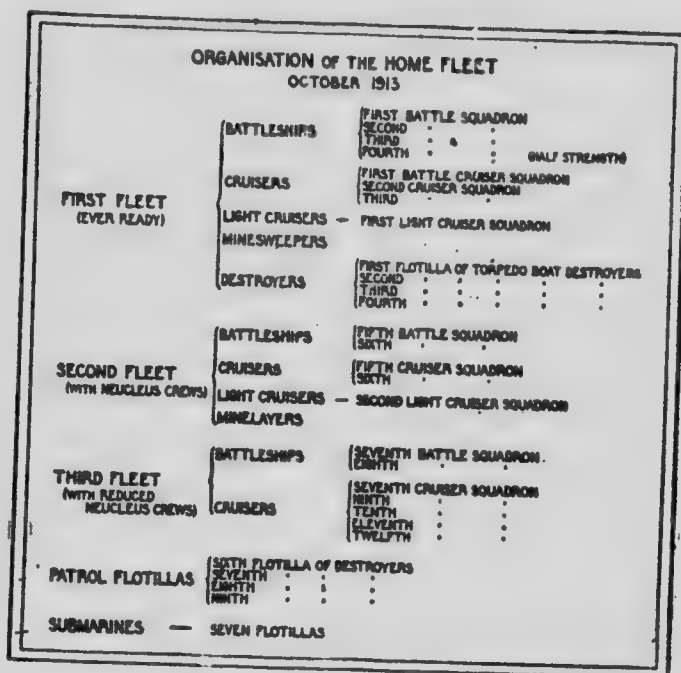 ORGANISATION OF THE HOME FLEET
OCTOBER 1913
FIRST FLEET
(EVER READY)
BATTLESHIPS
FIRST BATTLE SQUADRON
SECOND " "
THIRD " "
FOURTH " " (HALF STRENGTH)
CRUISERS
FIRST BATTLE CRUISER SQUADRON
SECOND CRUISER SQUADRON
THIRD " "
LIGHT CRUISERS — FIRST LIGHT CRUISER SQUADRON
MINESWEEPERS
DESTROYERS
FIRST FLOTILLA OF TORPEDO BOAT DESTROYERS
SECOND " " " " "
THIRD " " " " "
FOURTH " " " " "
SECOND FLEET
(WITH NEUCLEUS CREWS)
BATTLESHIPS
FIFTH BATTLE SQUADRON
SIXTH " "
CRUISERS
FIFTH CRUISER SQUADRON
SIXTH " "
LIGHT CRUISERS — SECOND LIGHT CRUISER SQUADRON
MINELAYERS
THIRD FLEET
(WITH REDUCED
NEUCLEUS CREWS)
BATTLESHIPS
SEVENTH BATTLE SQUADRON
EIGHTH " "
CRUISERS
SEVENTH CRUISER SQUADRON
NINTH " "
TENTH " "
ELEVENTH " "
TWELFTH " "
PATROL FLOTILLAS
SIXTH FLOTILLA OF DESTROYERS
SEVENTH " " "
EIGHTH " " "
NINTH " " "
SUBMARINES — SEVEN FLOTILLAS